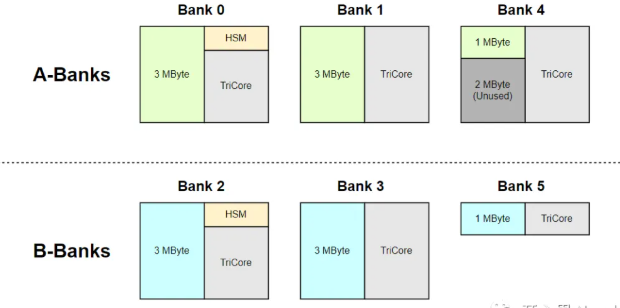 Bank 0
Bank 1
Bank 4
A-Banks
3 MByte
HSM
TriCore
3 MByte
TriCore
1 MByte
2 MByte
(Unused)
TriCore
Bank 2
Bank 3
Bank 5
B-Banks
3 MByte
HSM
TriCore
3 MByte
TriCore
1 MByte
TriCore